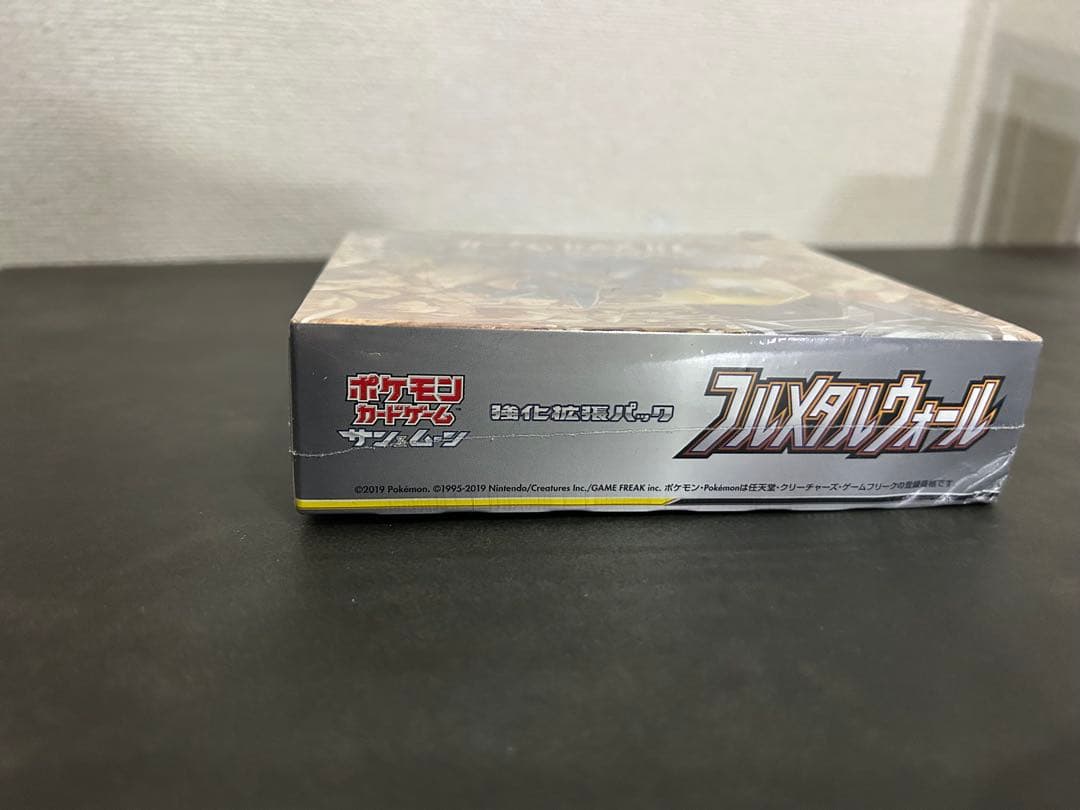 ポケモン
カードゲーム™
サン&ムーン
強化拡張パック
フルメタルウォール
©2019 Pokémon. ©1995-2019 Nintendo/Creatures Inc./GAME FREAK inc. ポケモン・Pokémonは任天堂・クリーチャーズ・ゲームフリークの登録商標です